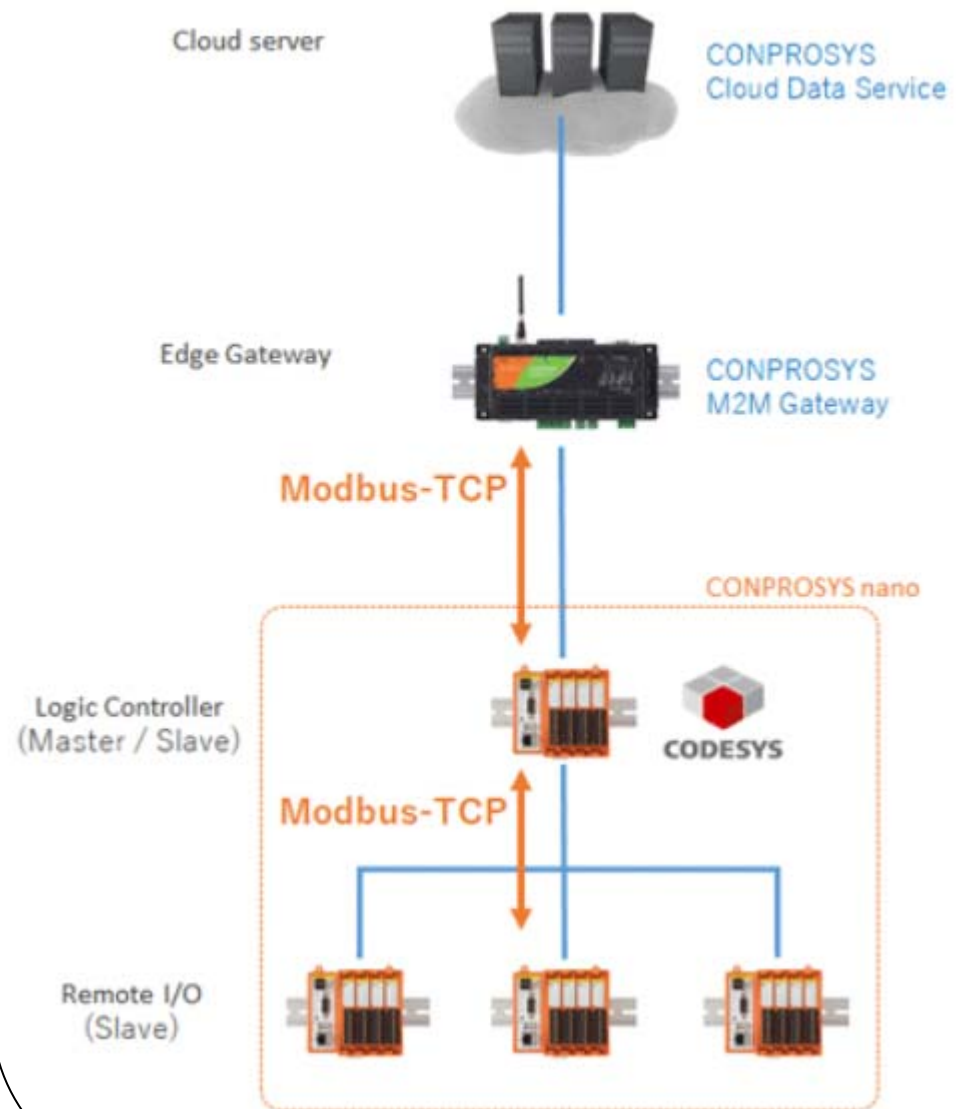 Cloud server
CONPROSYS
Cloud Data Service
Edge Gateway
CONPROSYS
M2M Gateway
Modbus-TCP
CONPROSYS nano
Logic Controller
(Master / Slave)
CODESYS
Modbus-TCP
Remote I/O
(Slave)